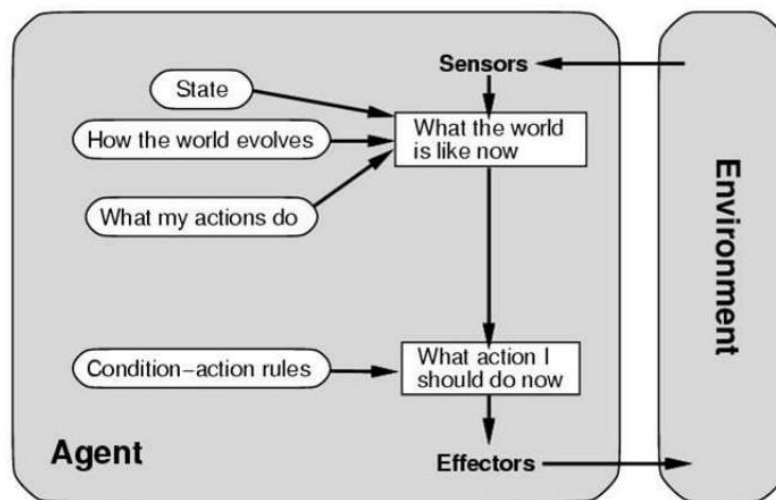 Sensors
State
What the world
is like now
How the world evolves
What my actions do
Environment
Condition−action rules
What action I
should do now
Agent
Effectors